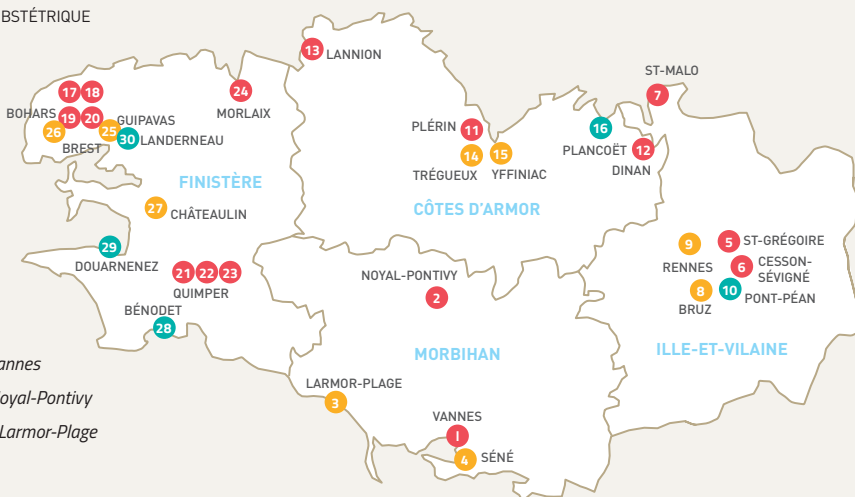 BSTÉTRIQUE
13 LANNION
ST-MALO
7
17 18
24
MORLAIX
BOHARS 19 20 GUIPAVAS
26 25 30 LANDERNEAU
BREST
PLÉRIN 11
14 15
TRÉGUEUX YFFINIAC
16
PLANCOËT 12
DINAN
FINISTÈRE
CÔTES D'ARMOR
27 CHÂTEAULIN
29
DOUARNENEZ
21 22 23
QUIMPER
BÉNODET
28
9
RENNES
5 ST-GRÉGOIRE
6 CESSON-
SÉVIGNÉ
8
BRUZ
10 PONT-PÉAN
NOYAL-PONTIVY
2
MORBIHAN
ILLE-ET-VILAINE
annes
oyal-Pontivy
Larmor-Plage
LARMOR-PLAGE
3
VANNES
1
4 SÉNÉ